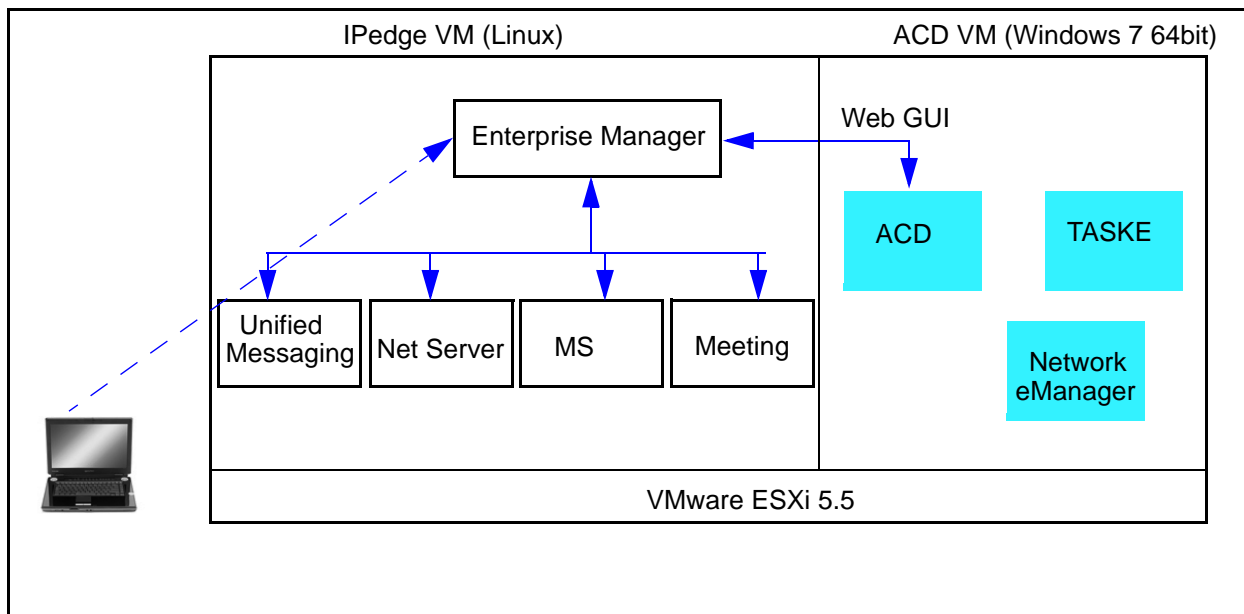 IPedge VM (Linux)
ACD VM (Windows 7 64bit)
Enterprise Manager
Web GUI
ACD
TASKE
Unified
Messaging
Net Server
MS
Meeting
Network
eManager
VMware ESXi 5.5